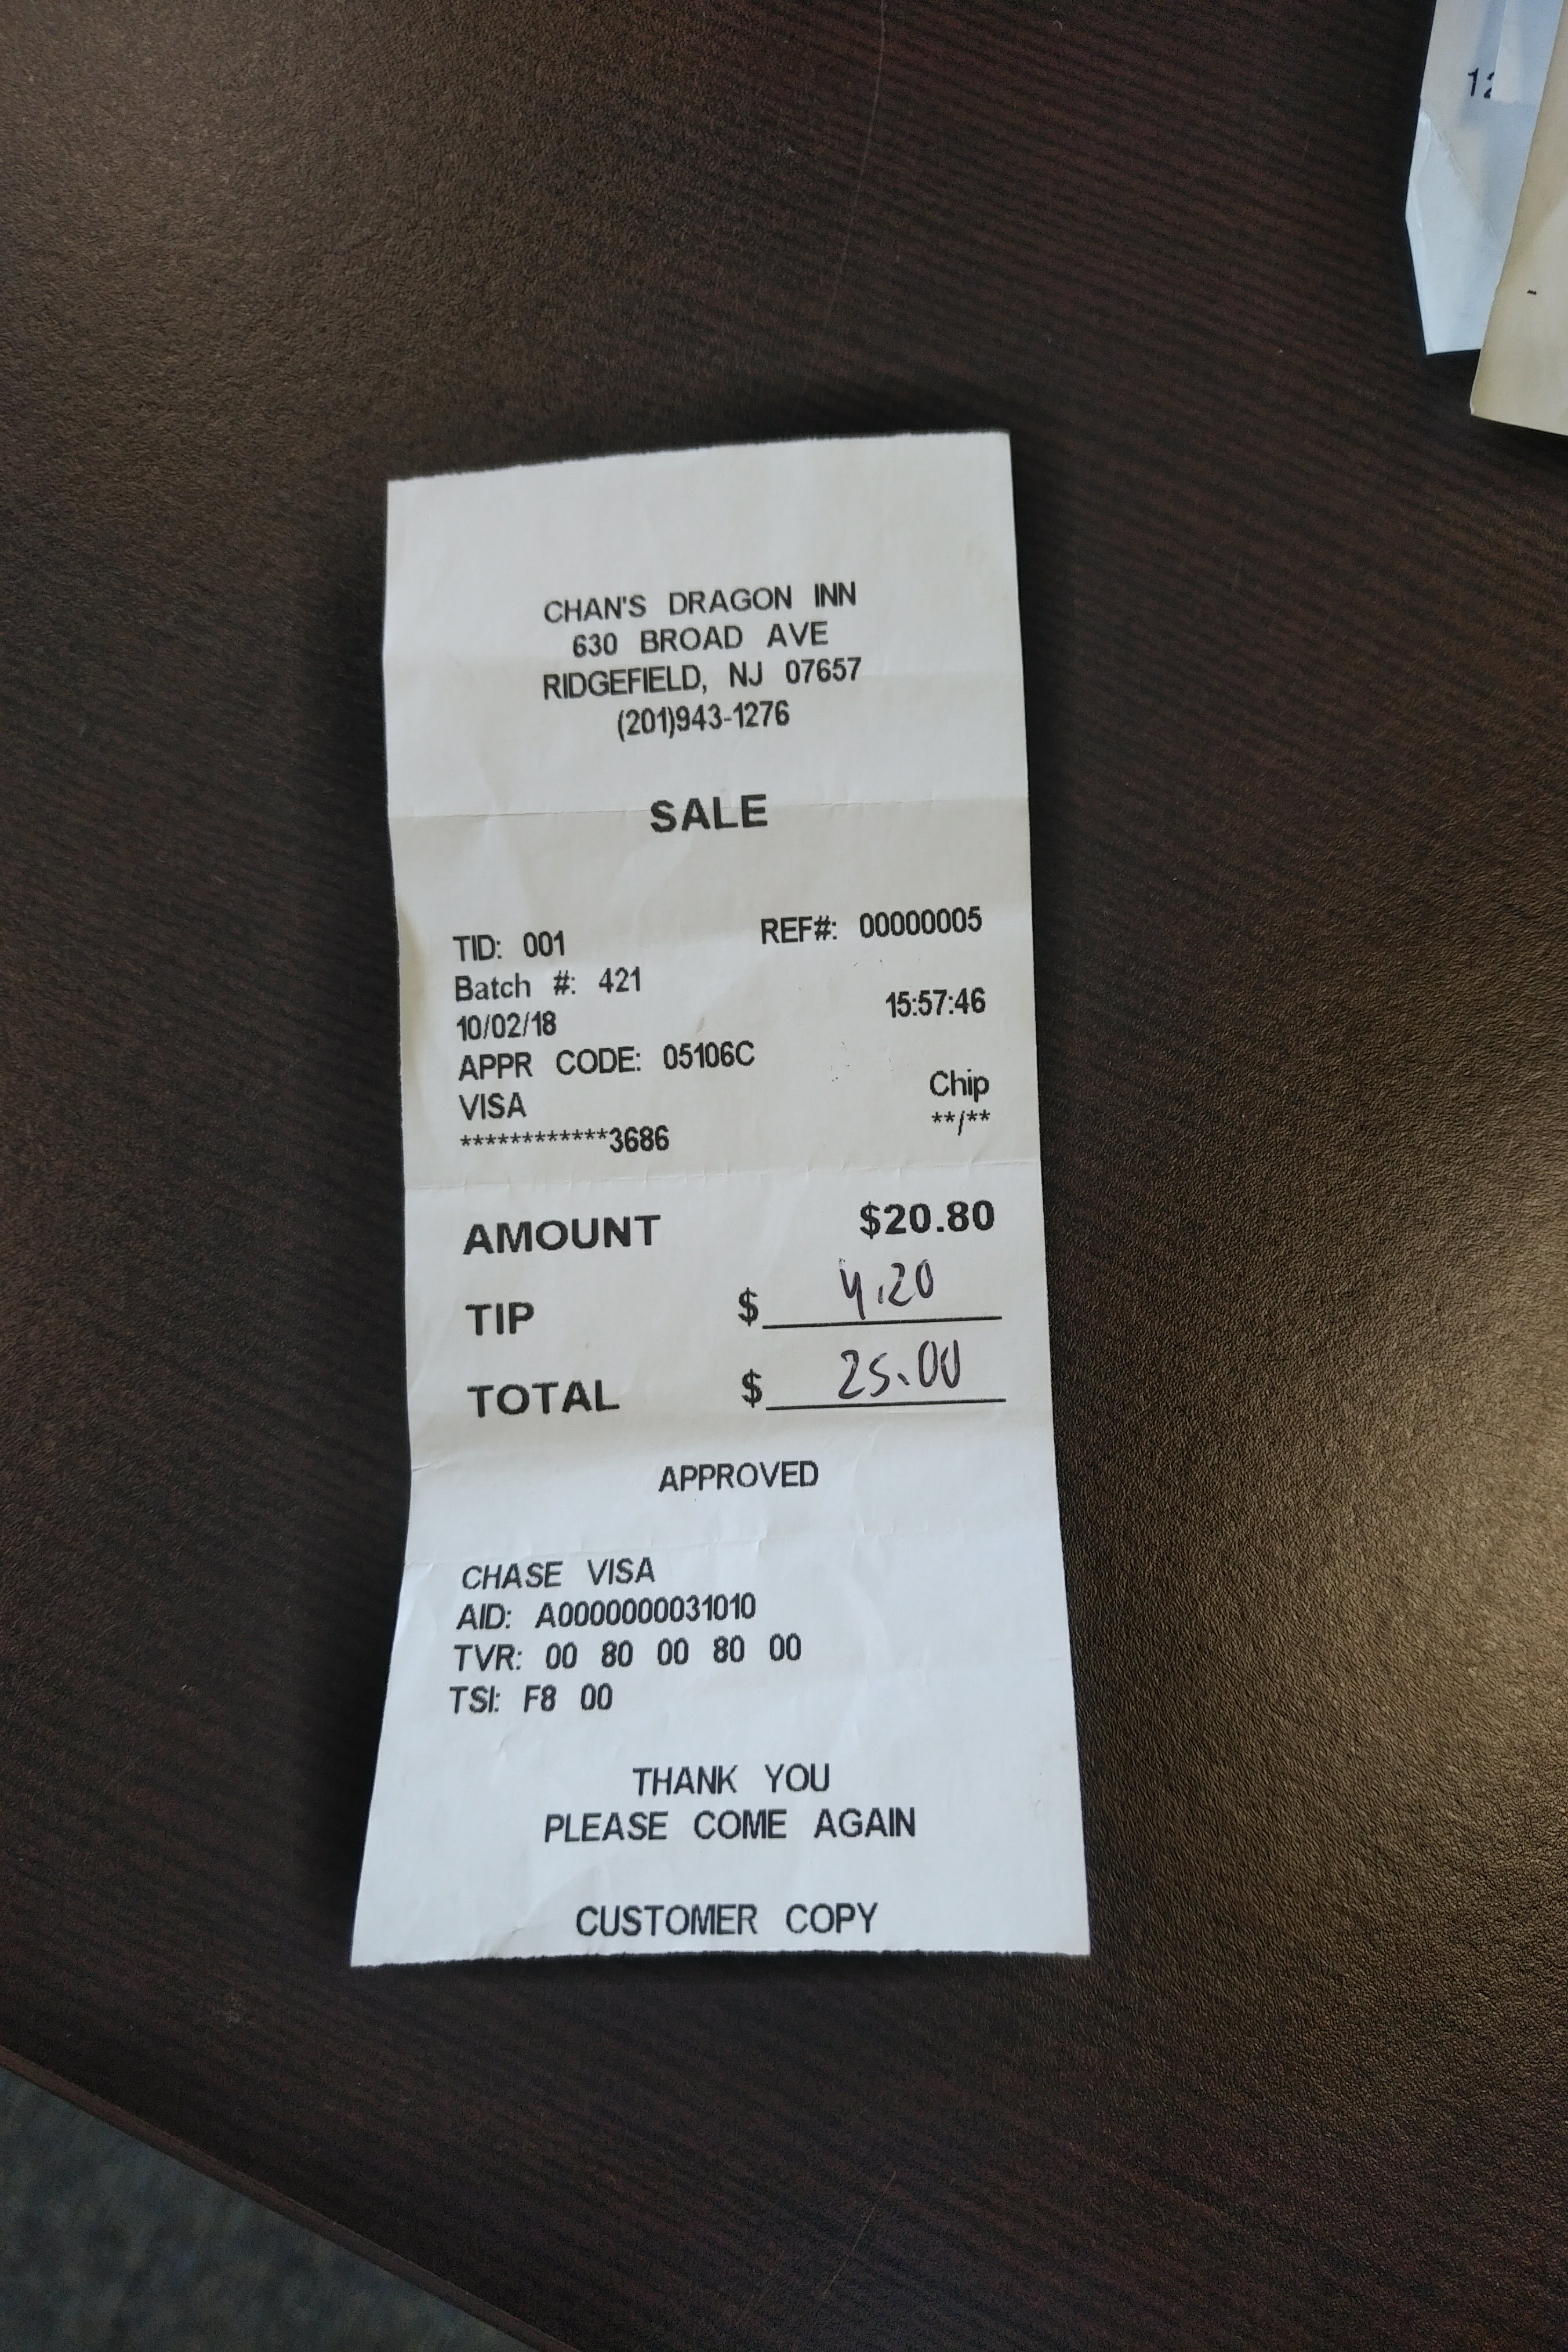 12
CHAN'S DRAGON INN
630 BROAD AVE
RIDGEFIELD, NJ 07657
(201)943-1276
SALE
TID: 001 REF#: 00000005
Batch #: 421
10/02/18 15:57:46
APPR CODE: 05106C
VISA Chip
************3686 **/**
AMOUNT $20.80
TIP $ 4.20
TOTAL $ 25.00
APPROVED
CHASE VISA
AID: A0000000031010
TVR: 00 80 00 80 00
TSI: F8 00
THANK YOU
PLEASE COME AGAIN
CUSTOMER COPY